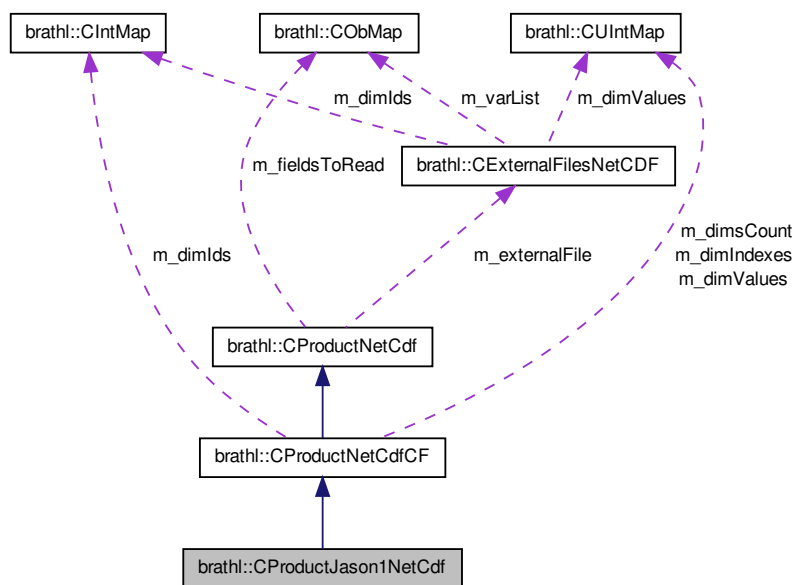 brathl::CIntMap
brathl::CObMap
brathl::CUIntMap
m_dimIds
m_varList
m_dimValues
m_fieldsToRead
brathl::CExternalFilesNetCDF
m_dimIds
m_externalFile
m_dimsCount
m_dimIndexes
m_dimValues
brathl::CProductNetCdf
brathl::CProductNetCdfCF
brathl::CProductJason1NetCdf